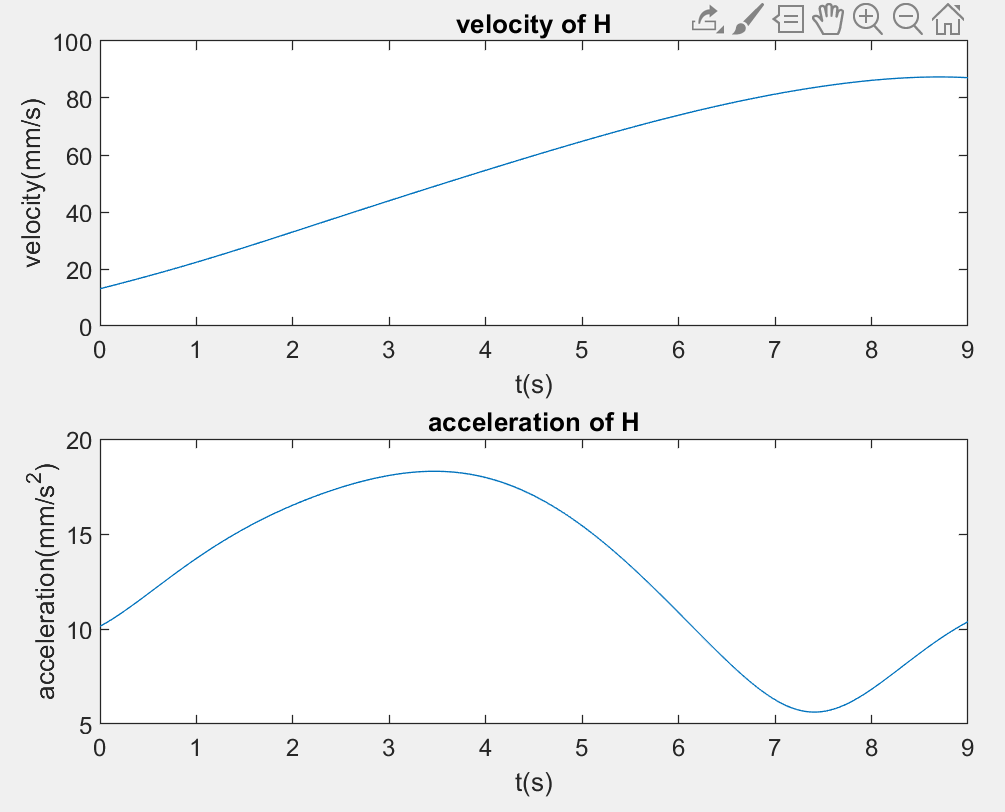 velocity of H
velocity(mm/s)
100
80
60
40
20
0
0 1 2 3 4 5 6 7 8 9
t(s)
acceleration of H
acceleration(mm/s²)
20
15
10
5
0 1 2 3 4 5 6 7 8 9
t(s)